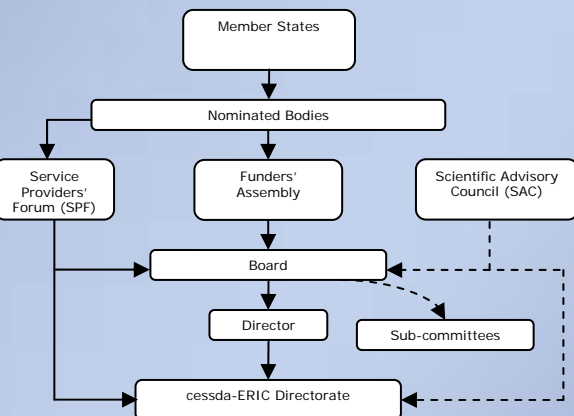 Member States
Nominated Bodies
Service
Providers'
Forum (SPF)
Funders'
Assembly
Scientific Advisory
Council (SAC)
Board
Director
Sub-committees
cessda-ERIC Directorate